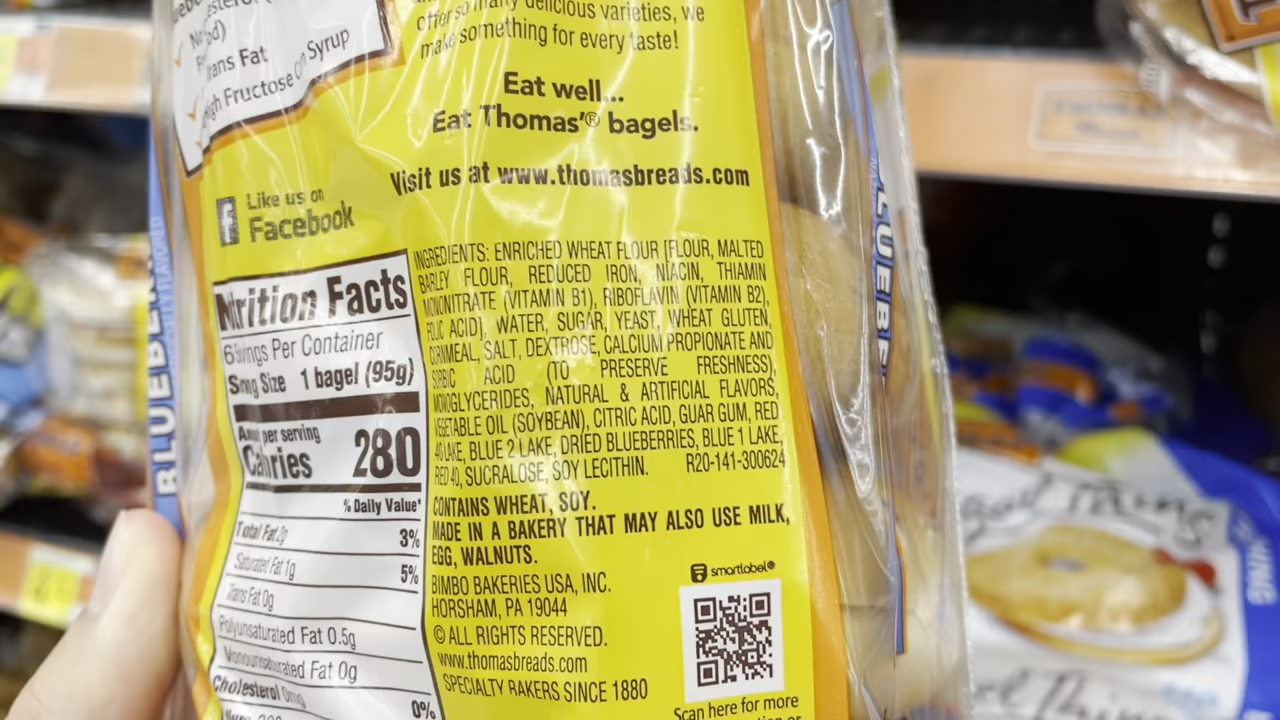 No
Trans Fat
High Fructose Corn Syrup
offer so many delicious varieties, we
make something for every taste!
Eat well...
Eat Thomas'® bagels.
Visit us at www.thomasbreads.com
Like us on
Facebook
INGREDIENTS: ENRICHED WHEAT FLOUR [FLOUR, MALTED
BARLEY FLOUR, REDUCED IRON, NIACIN, THIAMIN
MONONITRATE (VITAMIN B1), RIBOFLAVIN (VITAMIN B2),
FOLIC ACID], WATER, SUGAR, YEAST, WHEAT GLUTEN,
CORNMEAL, SALT, DEXTROSE, CALCIUM PROPIONATE AND
SORBIC ACID (TO PRESERVE FRESHNESS),
MONOGLYCERIDES, NATURAL & ARTIFICIAL FLAVORS,
VEGETABLE OIL (SOYBEAN), CITRIC ACID, GUAR GUM, RED
40 LAKE, BLUE 2 LAKE, DRIED BLUEBERRIES, BLUE 1 LAKE,
RED 40, SUCRALOSE, SOY LECITHIN. R20-141-300624
CONTAINS WHEAT, SOY.
MADE IN A BAKERY THAT MAY ALSO USE MILK,
EGG, WALNUTS.
BIMBO BAKERIES USA, INC.
HORSHAM, PA 19044
© ALL RIGHTS RESERVED.
www.thomasbreads.com
SPECIALTY BAKERS SINCE 1880
smartlabel®
Scan here for more
Nutrition Facts
6 Servings Per Container
Serving Size 1 bagel (95g)
Amount per serving
Calories 280
% Daily Value*
Total Fat 2g 3%
Saturated Fat 1g 5%
Trans Fat 0g
Polyunsaturated Fat 0.5g
Monounsaturated Fat 0g
Cholesterol 0mg 0%
BLUEBERR
BLUEBE